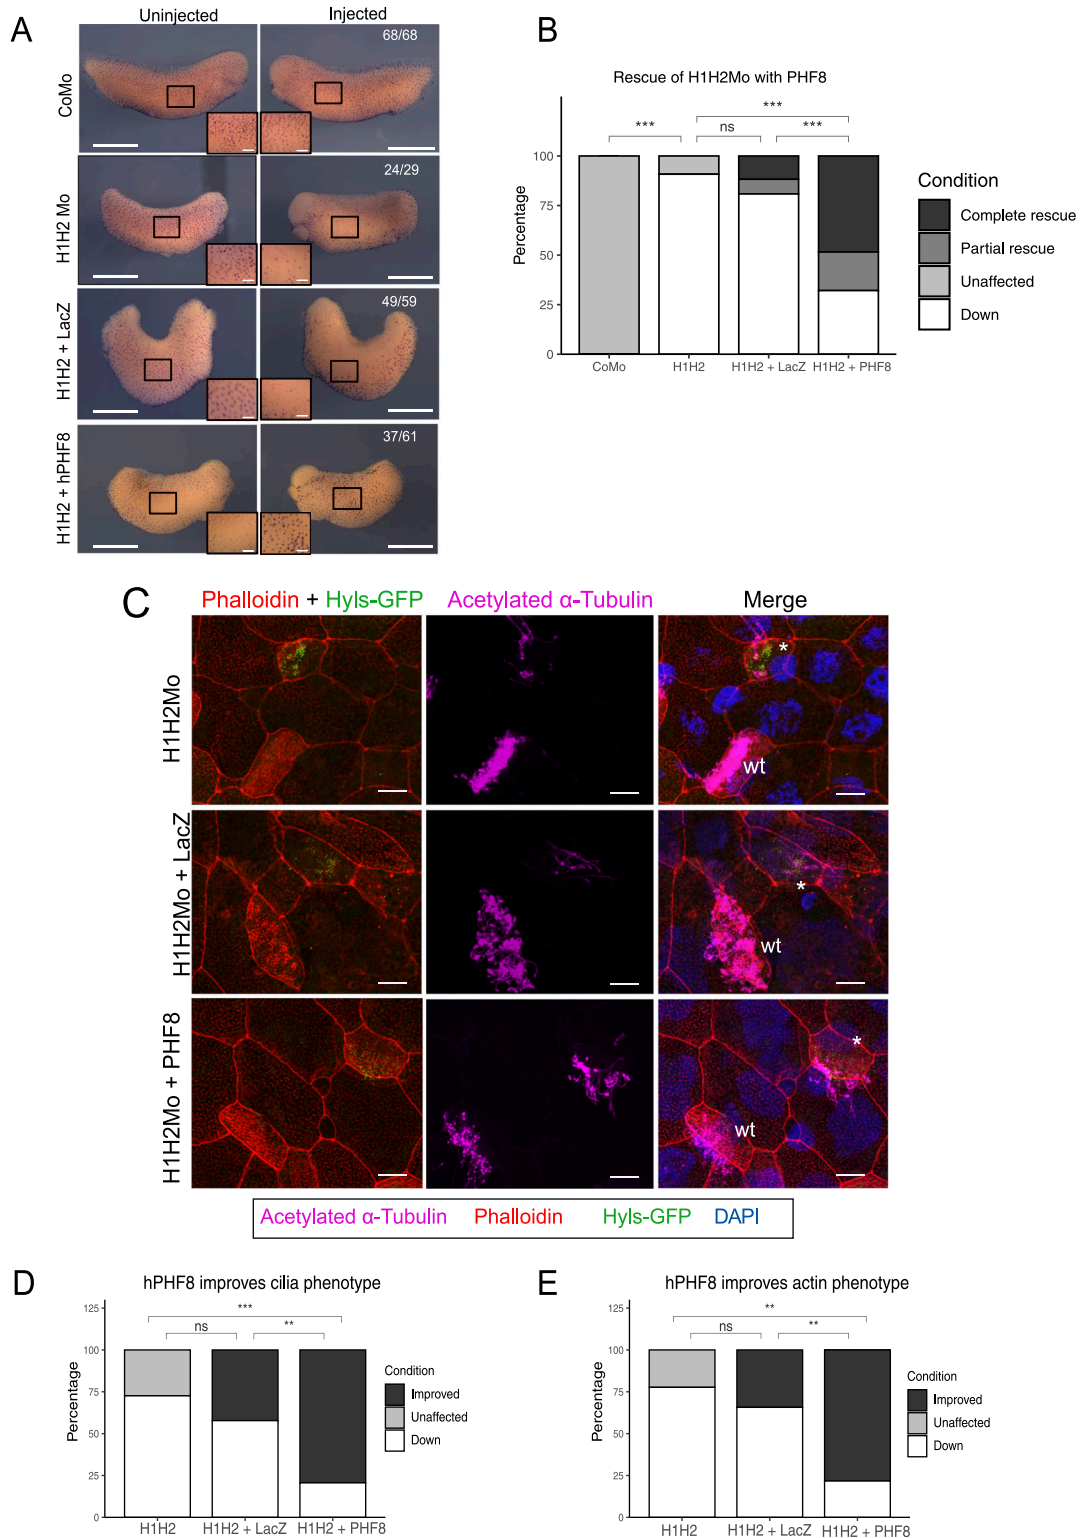 A
Uninjected
Injected
CoMo
68/68
H1H2 Mo
24/29
H1H2 + LacZ
49/59
H1H2 + hPHF8
37/61
B
Rescue of H1H2Mo with PHF8
***
***
ns
***
Percentage
100
75
50
25
0
CoMo
H1H2
H1H2 + LacZ
H1H2 + PHF8
Condition
Complete rescue
Partial rescue
Unaffected
Down
C
Phalloidin + Hyls-GFP
Acetylated α-Tubulin
Merge
H1H2Mo
*
wt
H1H2Mo + LacZ
*
wt
H1H2Mo + PHF8
*
wt
Acetylated α-Tubulin Phalloidin Hyls-GFP DAPI
D
hPHF8 improves cilia phenotype
***
ns
**
Percentage
125
100
75
50
25
0
H1H2
H1H2 + LacZ
H1H2 + PHF8
Condition
Improved
Unaffected
Down
E
hPHF8 improves actin phenotype
**
ns
**
Percentage
125
100
75
50
25
0
H1H2
H1H2 + LacZ
H1H2 + PHF8
Condition
Improved
Unaffected
Down